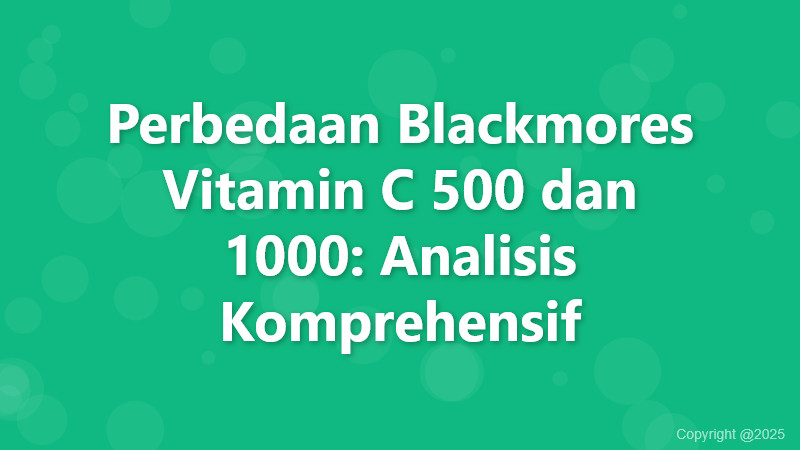 Perbedaan Blackmores
Vitamin C 500 dan
1000: Analisis
Komprehensif
Copyright @2025